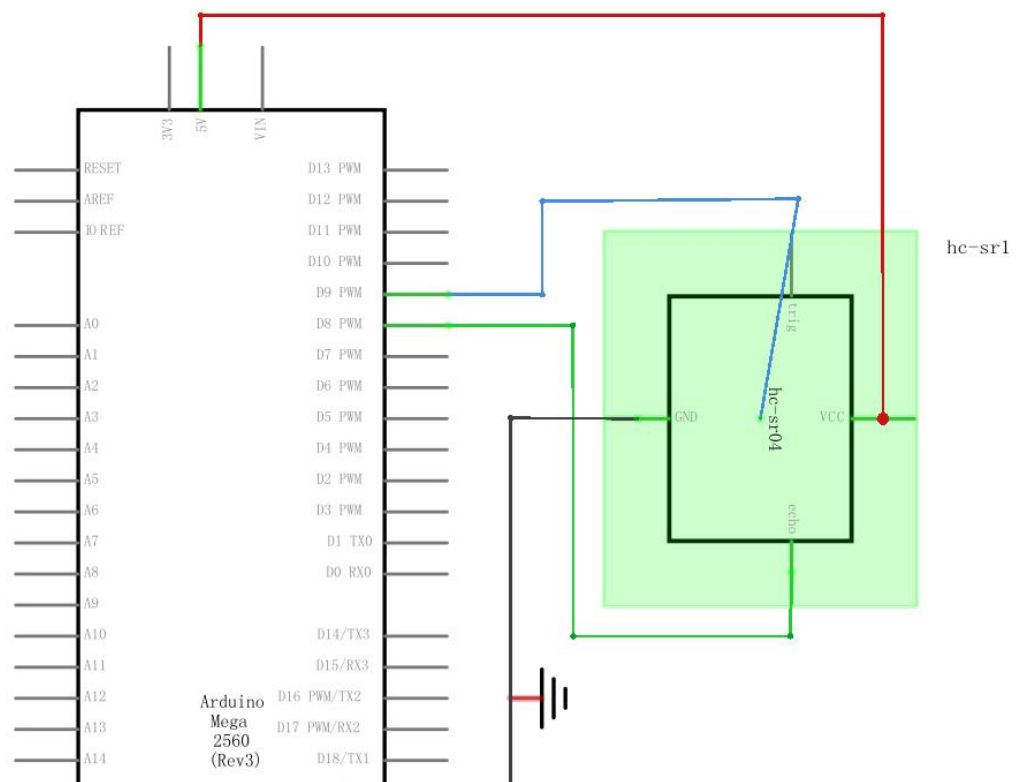 3V3
5V
VIN
RESET
AREF
IO REF
A0
A1
A2
A3
A4
A5
A6
A7
A8
A9
A10
A11
A12
A13
A14
D13 PWM
D12 PWM
D11 PWM
D10 PWM
D9 PWM
D8 PWM
D7 PWM
D6 PWM
D5 PWM
D4 PWM
D2 PWM
D3 PWM
D1 TX0
D0 RX0
D14/TX3
D15/RX3
D16 PWM/TX2
D17 PWM/RX2
D18/TX1
Arduino
Mega
2560
(Rev3)
hc-sr1
trig
GND
hc-sr04
VCC
echo